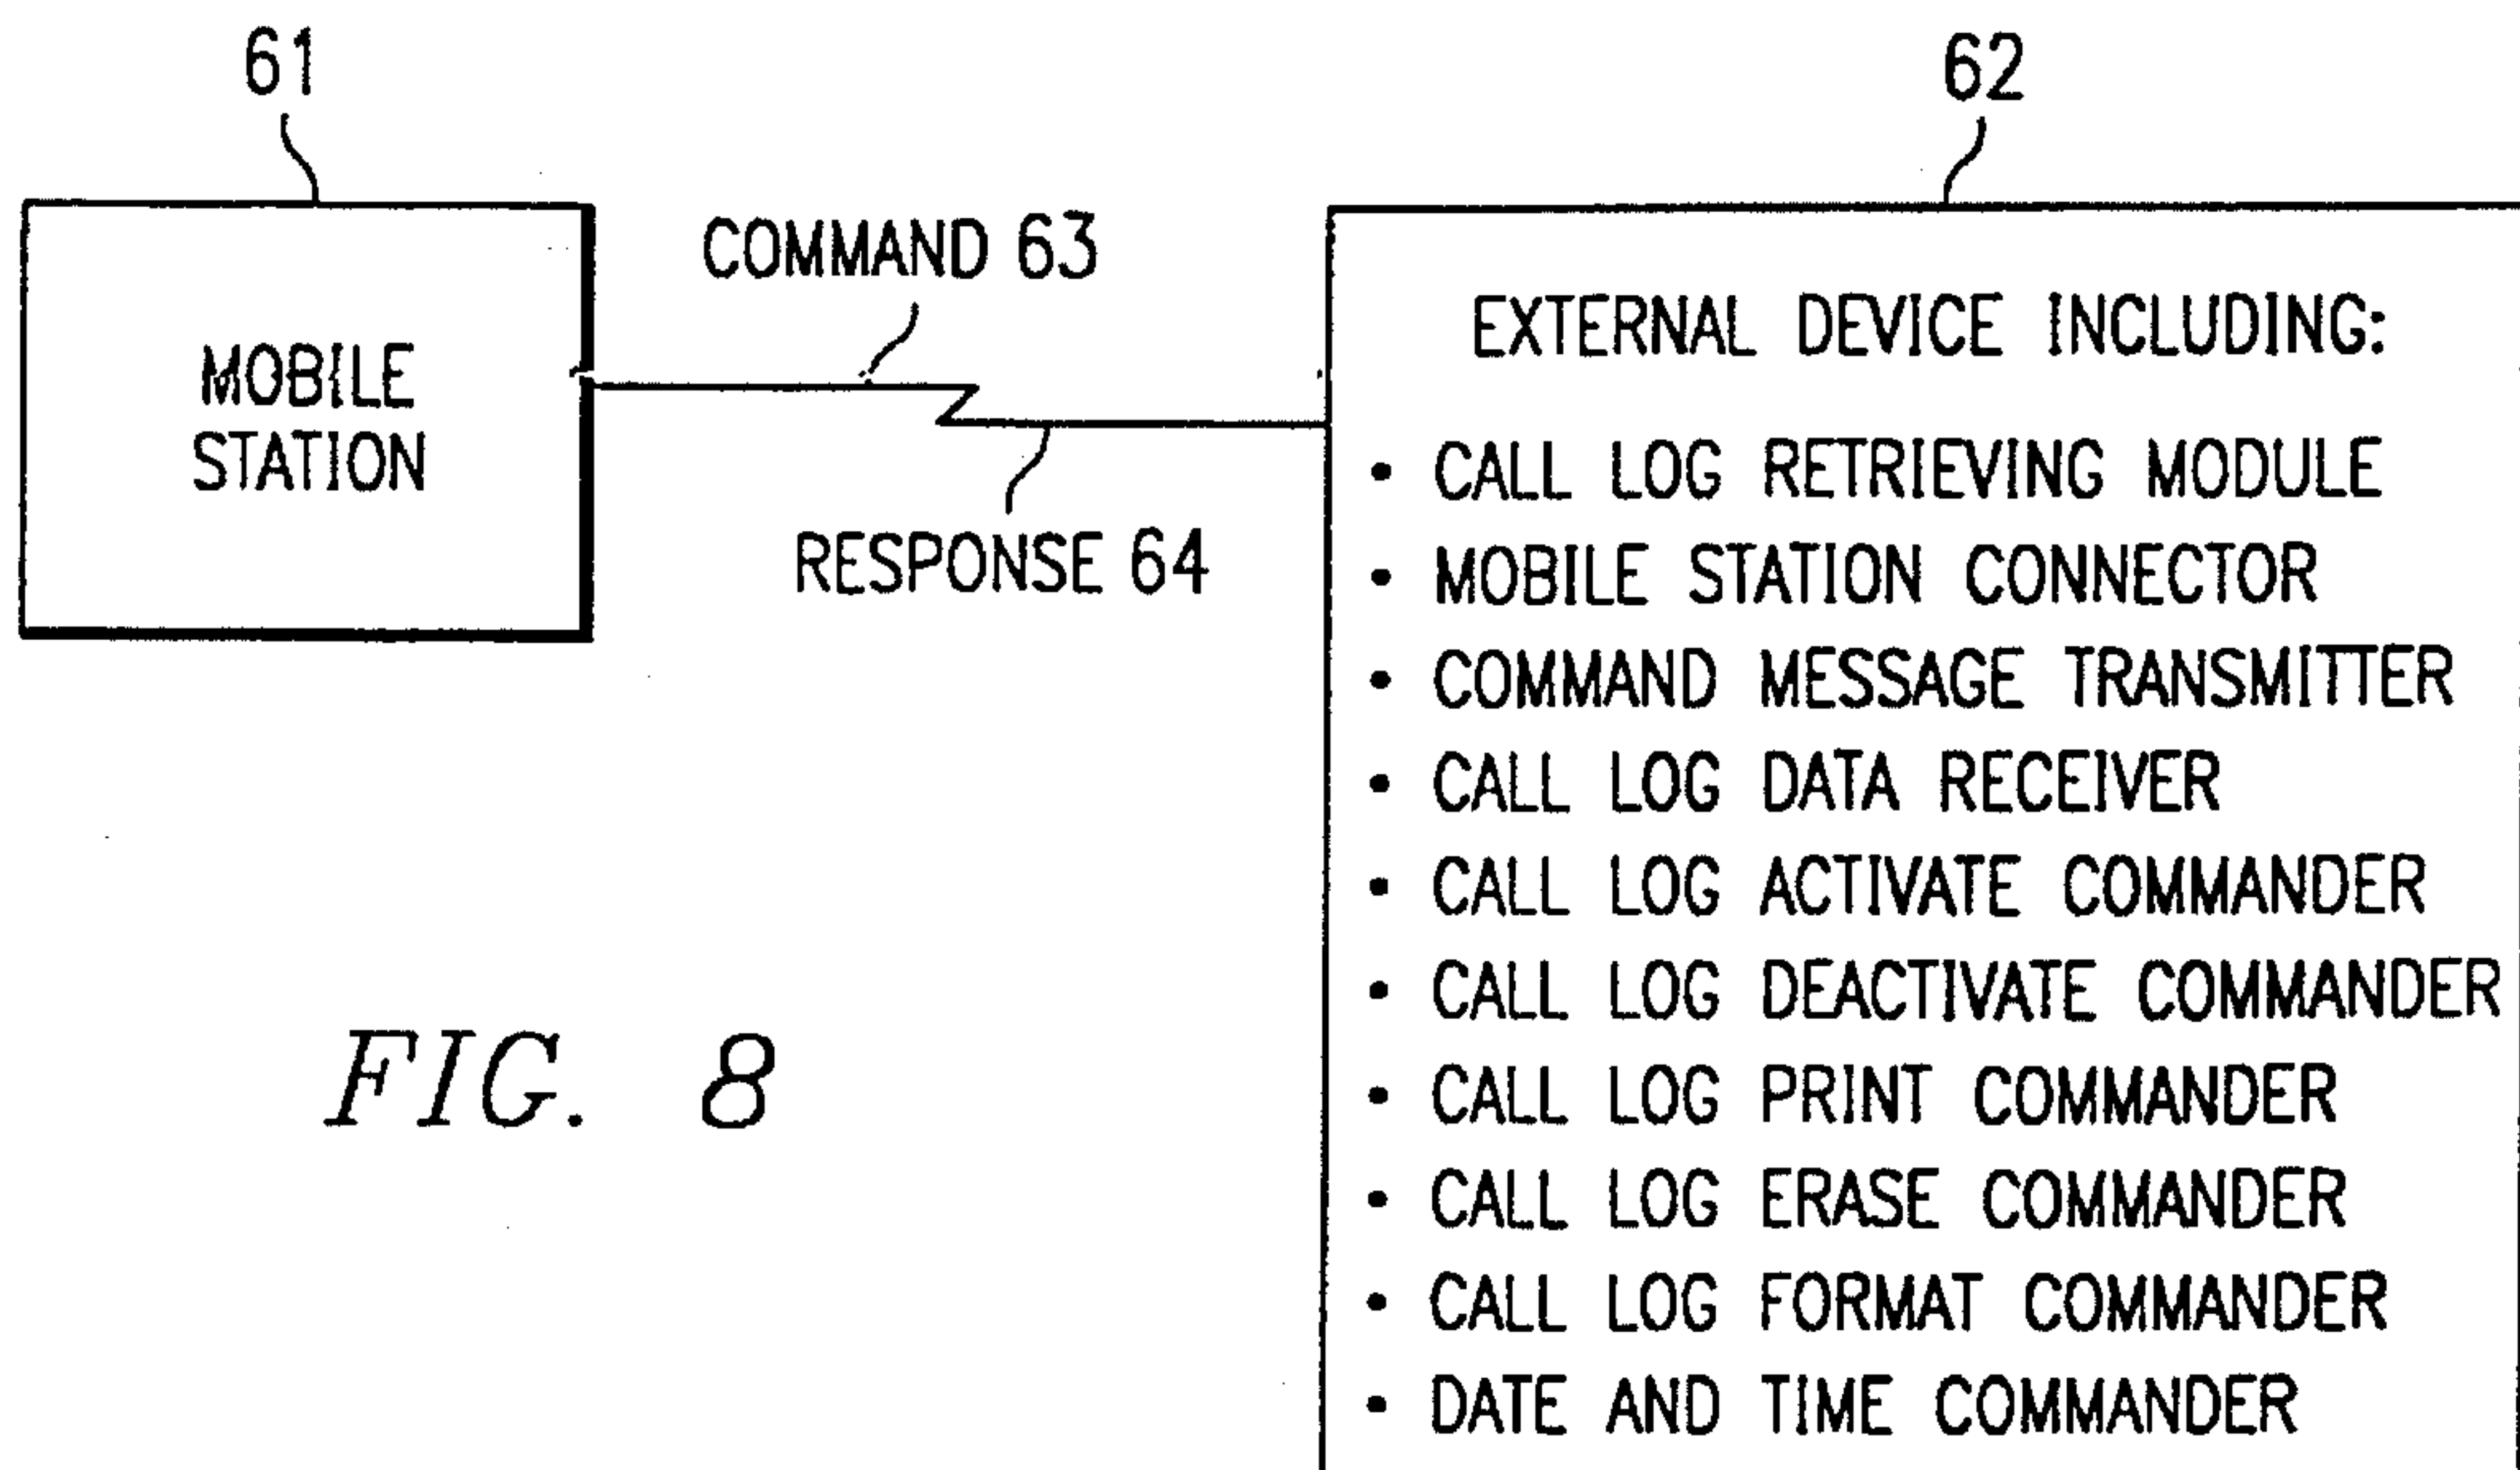 61
62
COMMAND 63
MOBILE
STATION
RESPONSE 64
EXTERNAL DEVICE INCLUDING:
• CALL LOG RETRIEVING MODULE
• MOBILE STATION CONNECTOR
• COMMAND MESSAGE TRANSMITTER
• CALL LOG DATA RECEIVER
• CALL LOG ACTIVATE COMMANDER
• CALL LOG DEACTIVATE COMMANDER
• CALL LOG PRINT COMMANDER
• CALL LOG ERASE COMMANDER
• CALL LOG FORMAT COMMANDER
• DATE AND TIME COMMANDER
FIG. 8